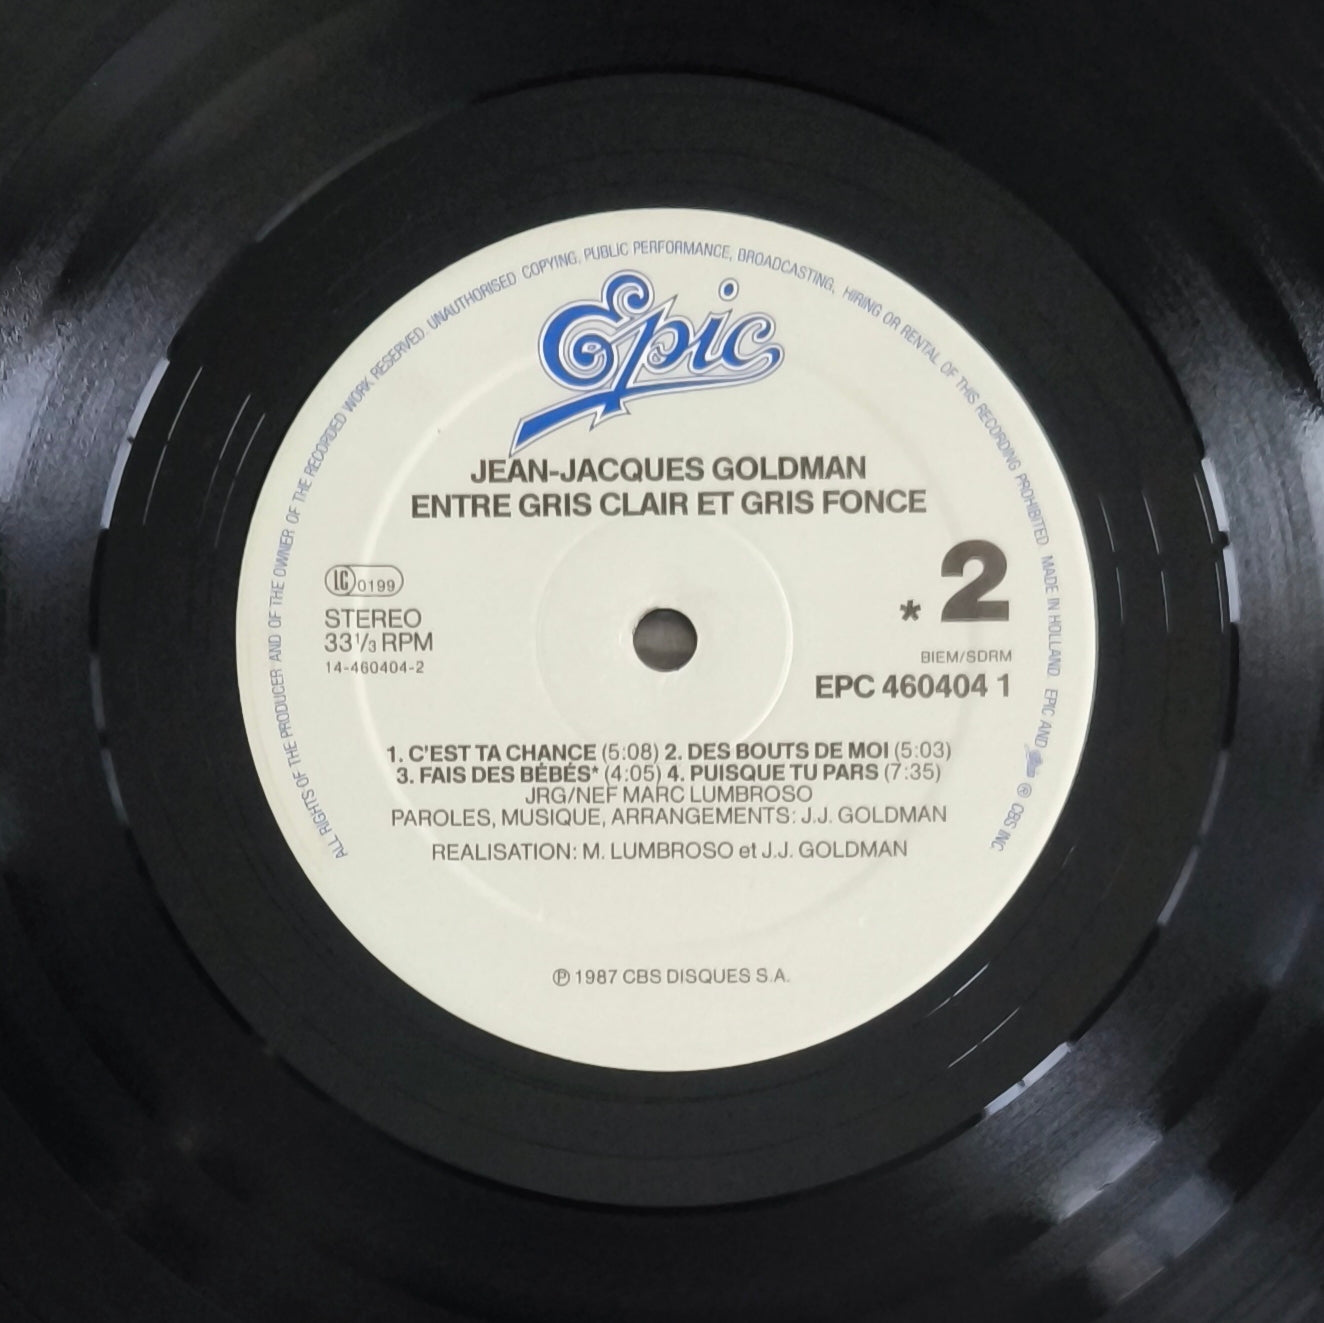 ALL RIGHTS OF THE PRODUCER AND OF THE OWNER OF THE RECORDED WORK RESERVED. UNAUTHORISED COPYING, PUBLIC PERFORMANCE, BROADCASTING, HIRING OR RENTAL OF THIS RECORDING PROHIBITED. MADE IN HOLLAND. EPIC AND Epic ® CBS INC
Epic
JEAN-JACQUES GOLDMAN
ENTRE GRIS CLAIR ET GRIS FONCE
LC 0199
STEREO
33⅓ RPM
14-460404-2
* 2
BIEM/SDRM
EPC 460404 1
1. C'EST TA CHANCE (5:08) 2. DES BOUTS DE MOI (5:03)
3. FAIS DES BÉBÉS* (4:05) 4. PUISQUE TU PARS (7:35)
JRG/NEF MARC LUMBROSO
PAROLES, MUSIQUE, ARRANGEMENTS: J.J. GOLDMAN
REALISATION: M. LUMBROSO et J.J. GOLDMAN
℗ 1987 CBS DISQUES S.A.